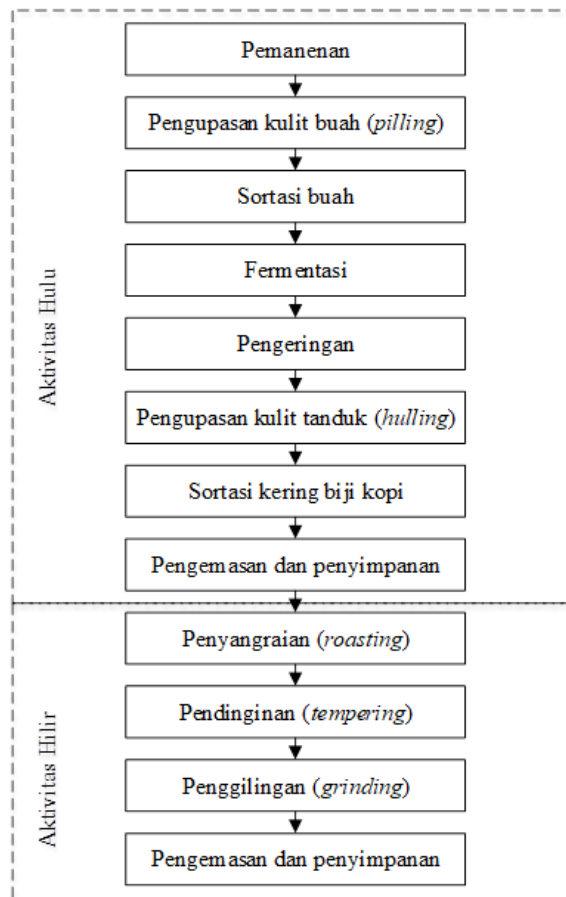 Pemanenan
Pengupasan kulit buah (pilling)
Sortasi buah
Fermentasi
Pengeringan
Pengupasan kulit tanduk (hulling)
Sortasi kering biji kopi
Pengemasan dan penyimpanan
Aktivitas Hulu
Penyangraian (roasting)
Pendinginan (tempering)
Penggilingan (grinding)
Pengemasan dan penyimpanan
Aktivitas Hilir